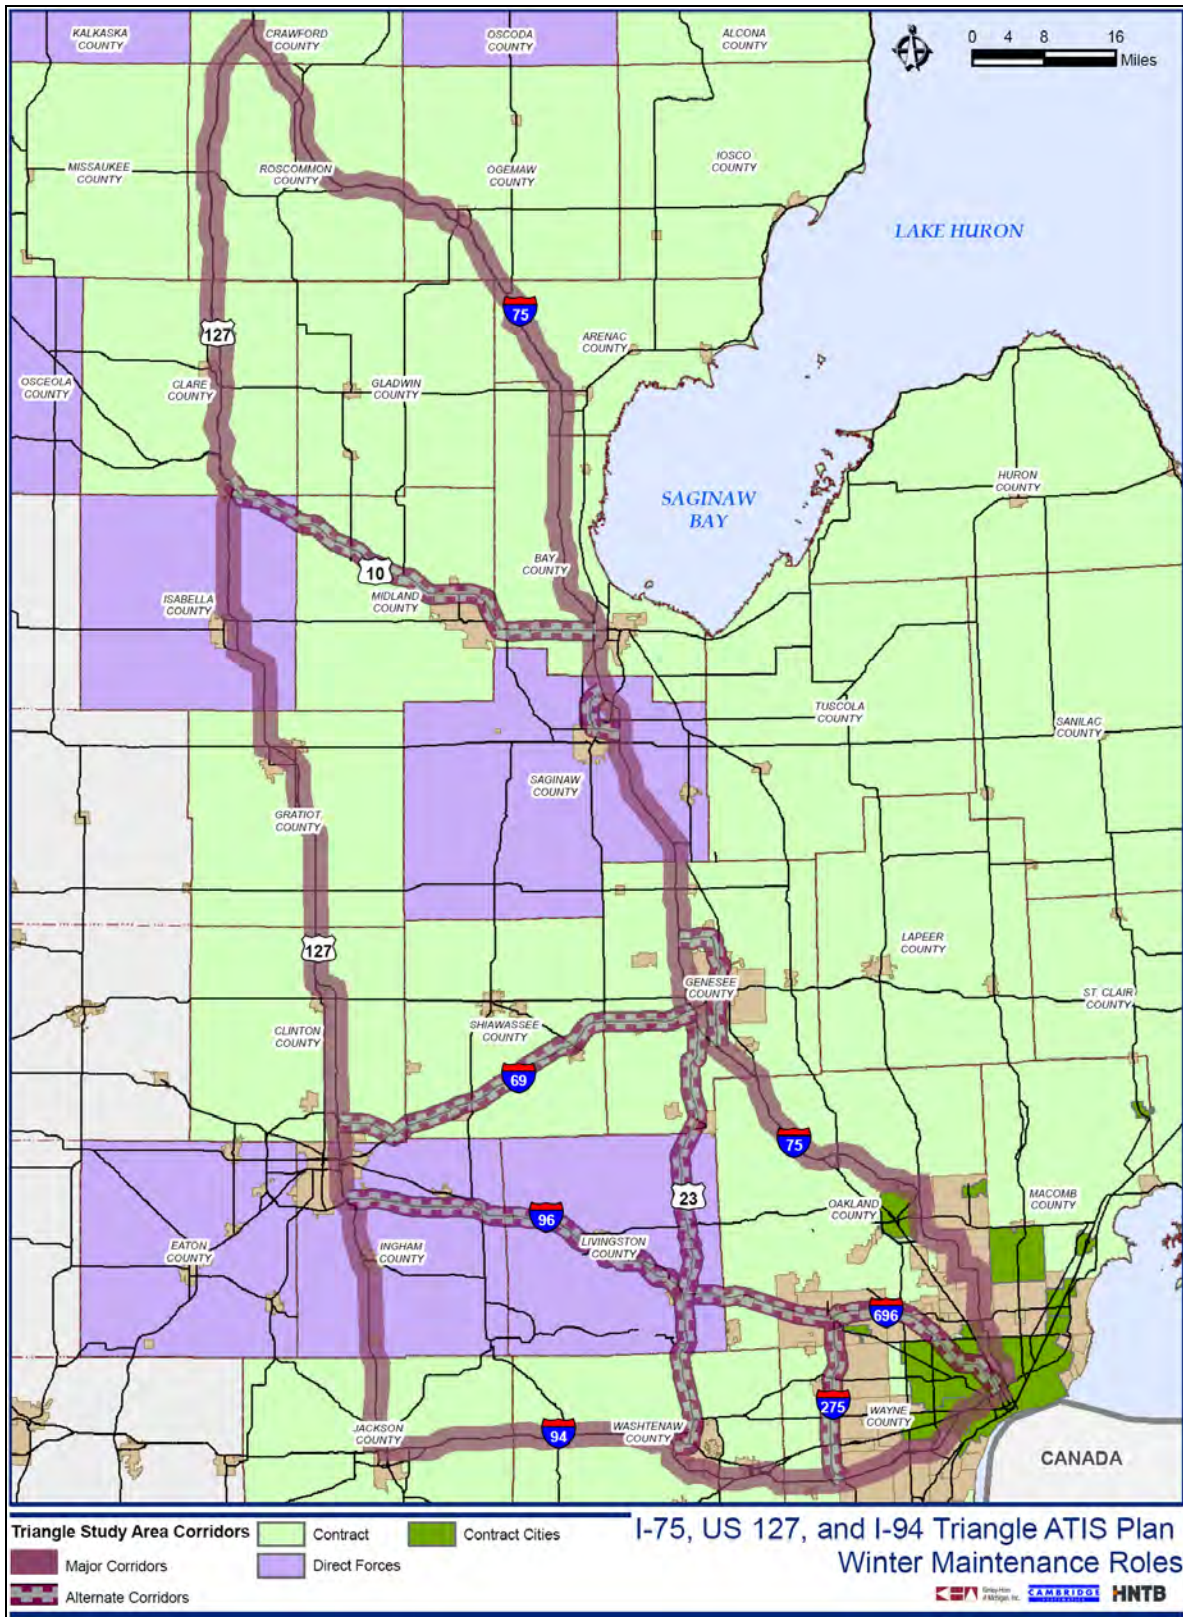 KALKASKA
COUNTY
CRAWFORD
COUNTY
OSCODA
COUNTY
ALCONA
COUNTY
0 4 8 16
Miles
MISSAUKEE
COUNTY
ROSCOMMON
COUNTY
OGEMAW
COUNTY
IOSCO
COUNTY
LAKE HURON
75
127
ARENAC
COUNTY
OSCEOLA
COUNTY
CLARE
COUNTY
GLADWIN
COUNTY
HURON
COUNTY
SAGINAW
BAY
10
BAY
COUNTY
ISABELLA
COUNTY
MIDLAND
COUNTY
TUSCOLA
COUNTY
SANILAC
COUNTY
SAGINAW
COUNTY
GRATIOT
COUNTY
127
LAPEER
COUNTY
GENESEE
COUNTY
ST. CLAIR
COUNTY
CLINTON
COUNTY
SHIAWASSEE
COUNTY
69
75
23
OAKLAND
COUNTY
MACOMB
COUNTY
96
EATON
COUNTY
INGHAM
COUNTY
LIVINGSTON
COUNTY
696
275
WAYNE
COUNTY
JACKSON
COUNTY
94
WASHTENAW
COUNTY
CANADA
Triangle Study Area Corridors
Major Corridors
Alternate Corridors
Contract
Direct Forces
Contract Cities
I-75, US 127, and I-94 Triangle ATIS Plan
Winter Maintenance Roles
CAMBRIDGE
HNTB